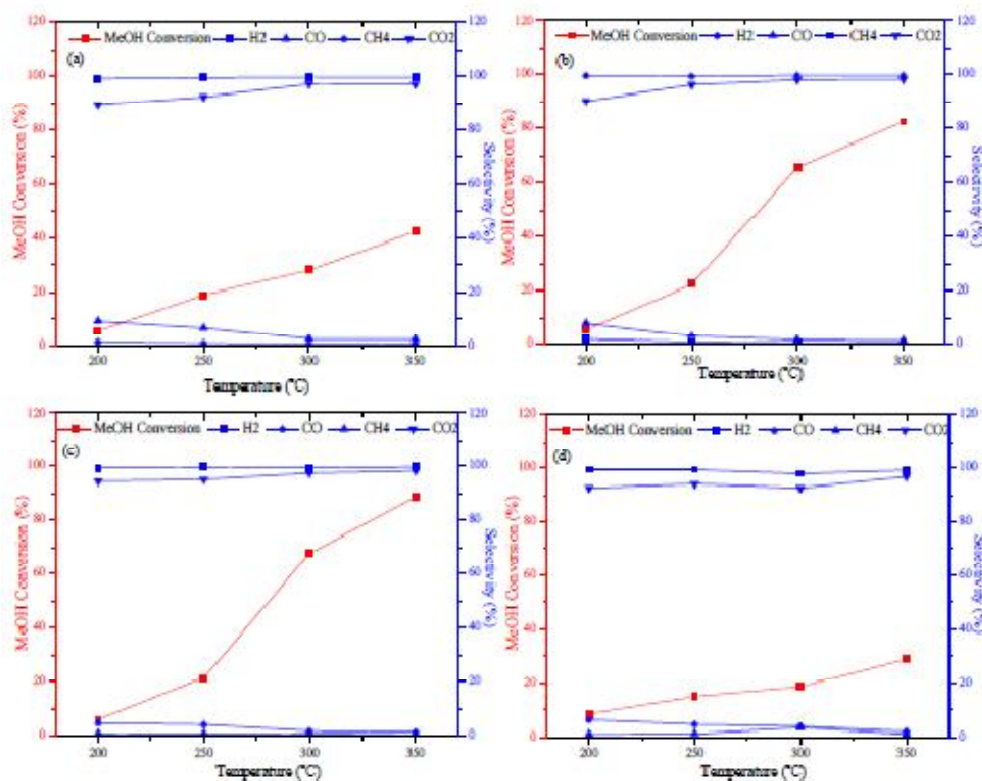 120 120
MeOH Conversion H2 CO CH4 CO2
(a)
100 100
80 80
60 60
40 40
20 20
0 0
200 250 300 350
Temperature (°C)
MeOH Conversion (%)
Selectivity (%)
120 120
MeOH Conversion H2 CO CH4 CO2
(b)
100 100
80 80
60 60
40 40
20 20
0 0
200 250 300 350
Temperature (°C)
MeOH Conversion (%)
Selectivity (%)
120 120
MeOH Conversion H2 CO CH4 CO2
(c)
100 100
80 80
60 60
40 40
20 20
0 0
200 250 300 350
Temperature (°C)
MeOH Conversion (%)
Selectivity (%)
120 120
MeOH Conversion H2 CO CH4 CO2
(d)
100 100
80 80
60 60
40 40
20 20
0 0
200 250 300 350
Temperature (°C)
MeOH Conversion (%)
Selectivity (%)